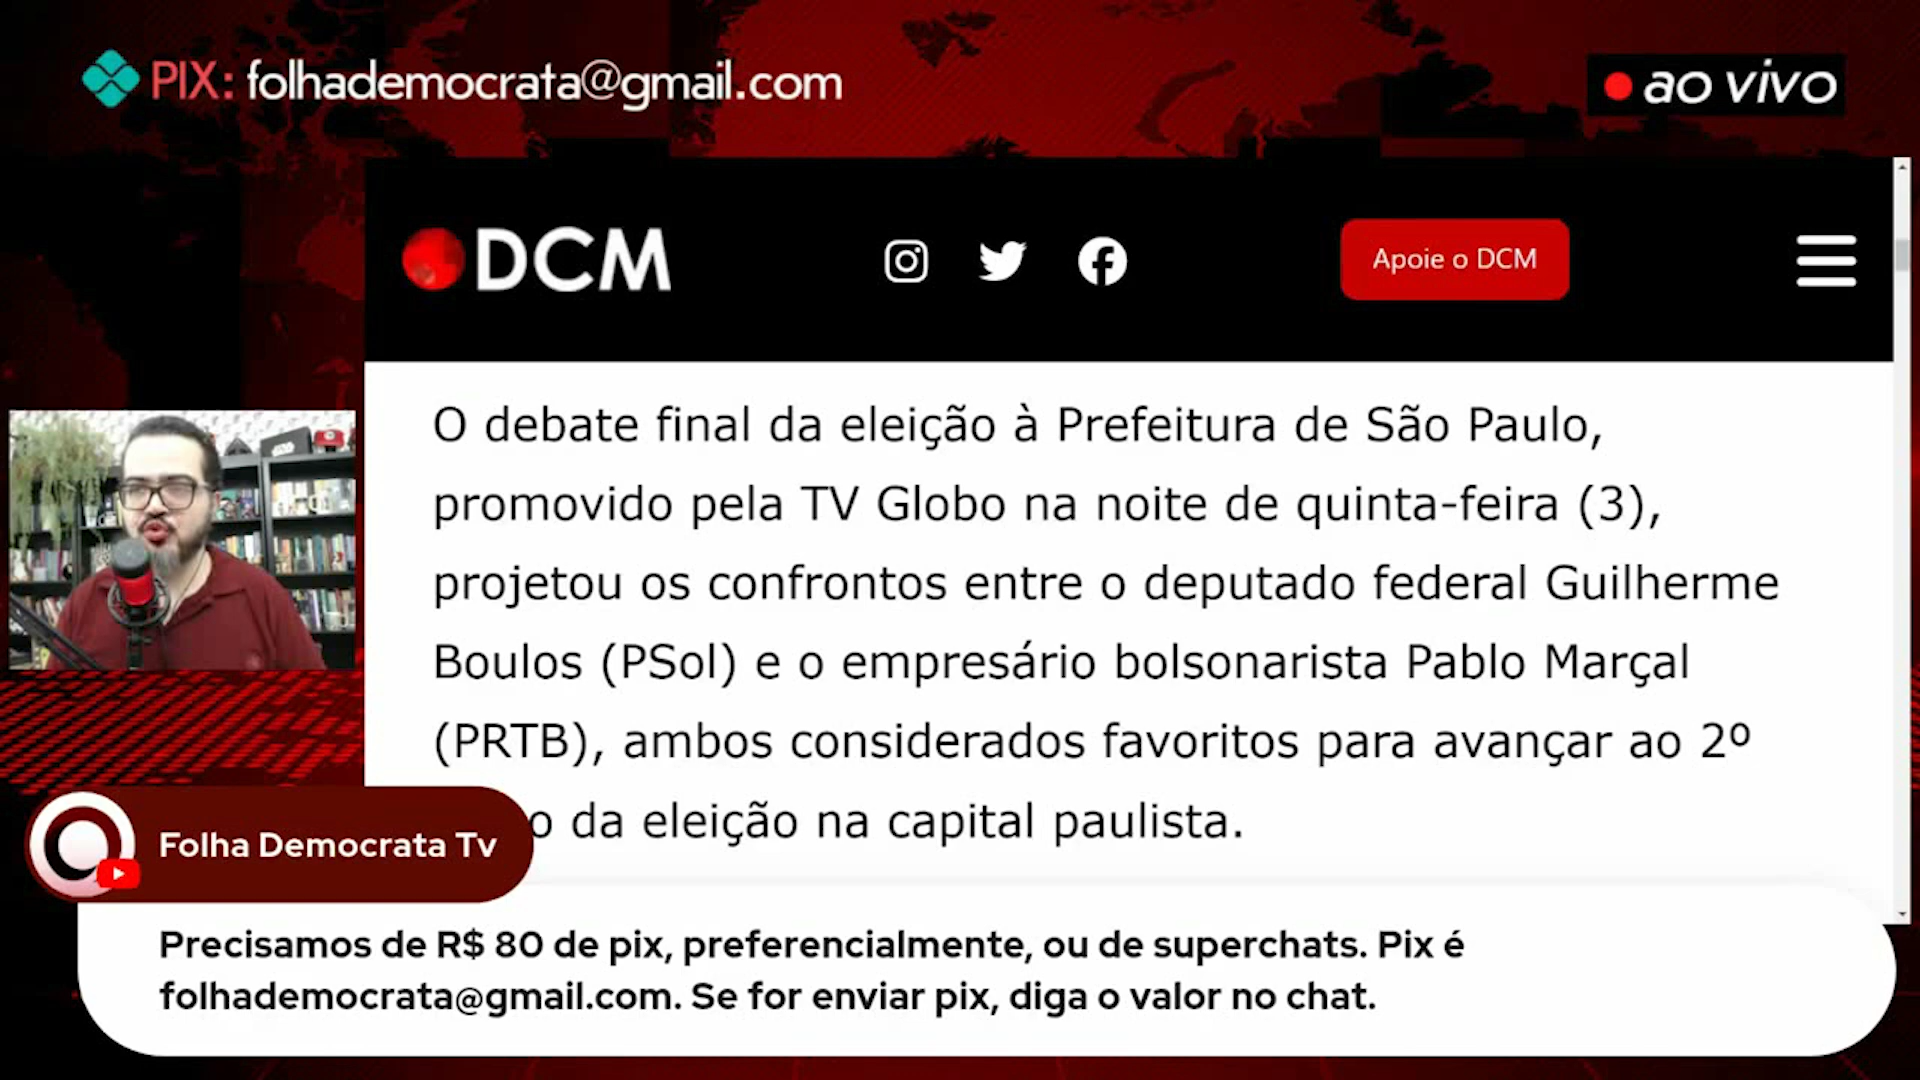 PIX: folhademocrata@gmail.com
ao vivo
DCM
Apoie o DCM
O debate final da eleição à Prefeitura de São Paulo,
promovido pela TV Globo na noite de quinta-feira (3),
projetou os confrontos entre o deputado federal Guilherme
Boulos (PSol) e o empresário bolsonarista Pablo Marçal
(PRTB), ambos considerados favoritos para avançar ao 2º
o da eleição na capital paulista.
Folha Democrata Tv
Precisamos de R$ 80 de pix, preferencialmente, ou de superchats. Pix é
folhademocrata@gmail.com. Se for enviar pix, diga o valor no chat.